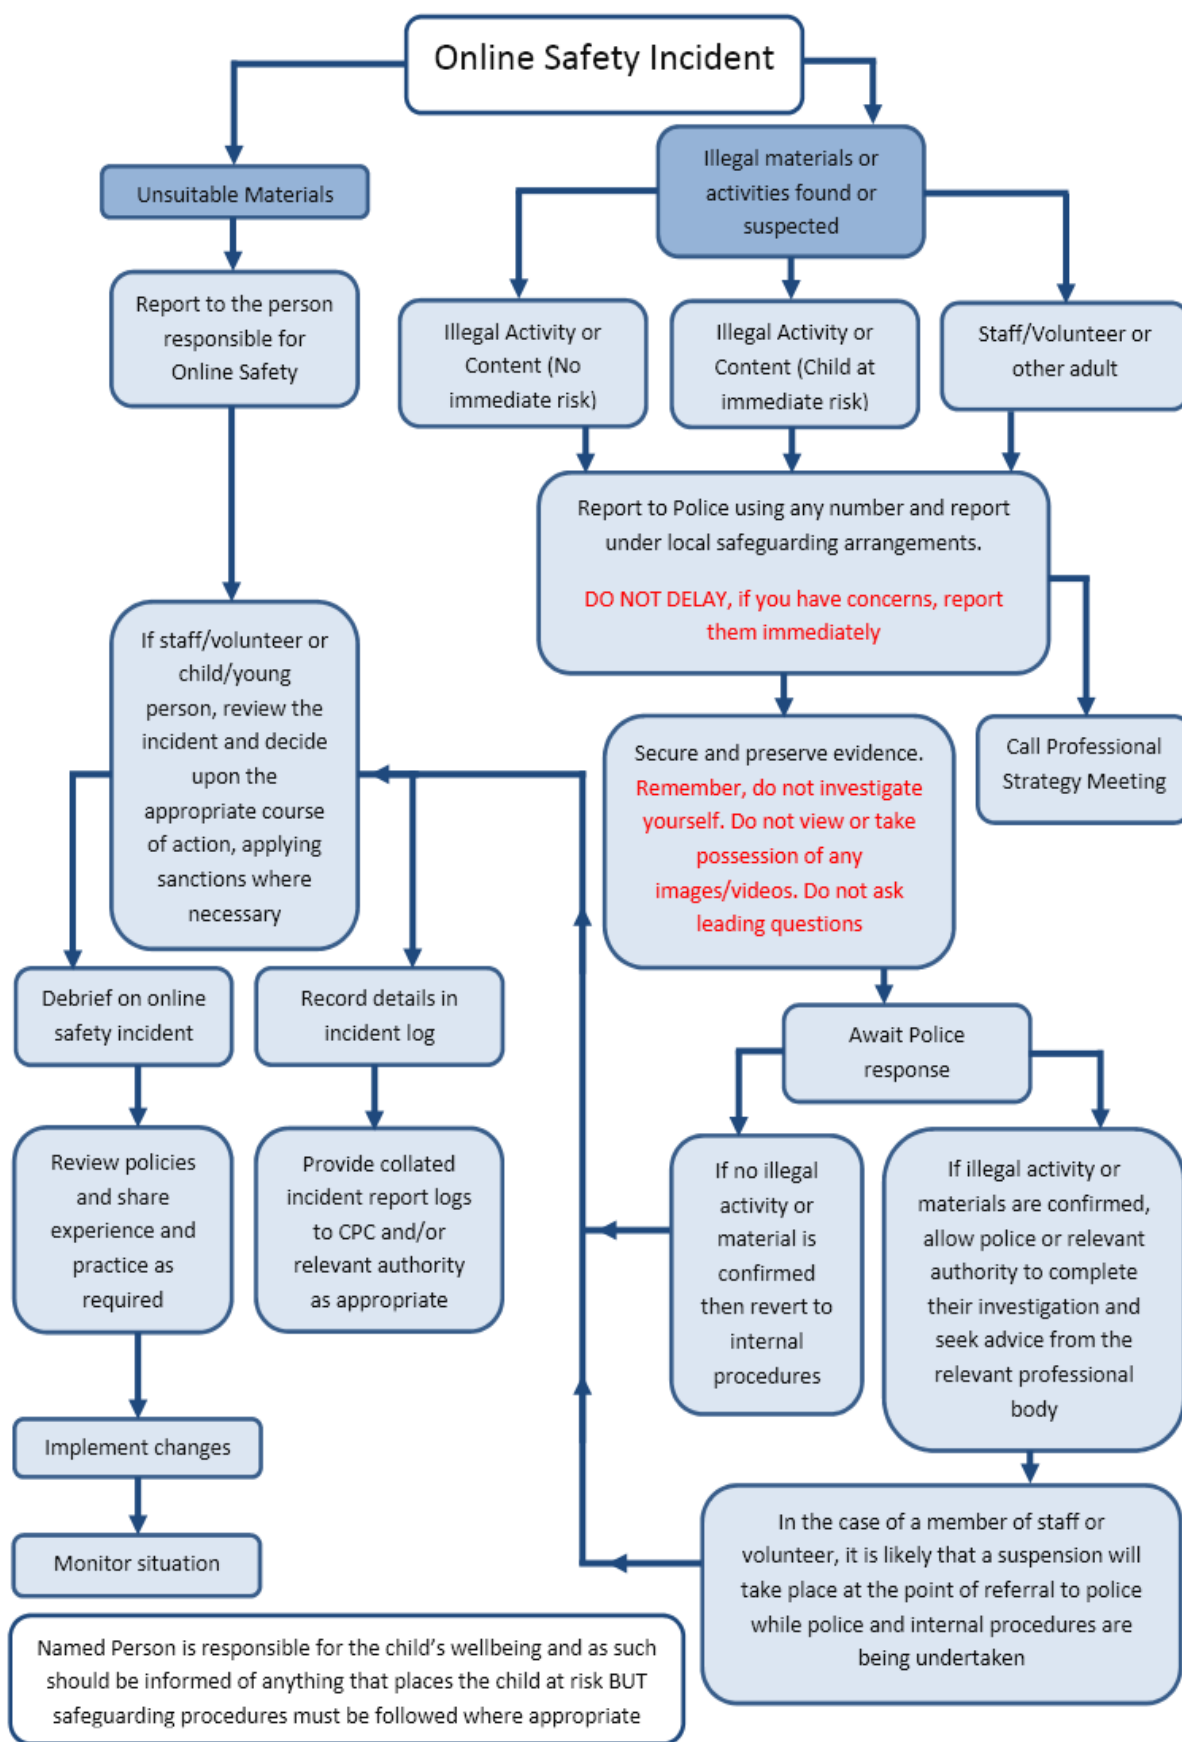 Online Safety Incident
Unsuitable Materials
Illegal materials or
activities found or
suspected
Report to the person
responsible for
Online Safety
Illegal Activity or
Content (No
immediate risk)
Illegal Activity or
Content (Child at
immediate risk)
Staff/Volunteer or
other adult
Report to Police using any number and report
under local safeguarding arrangements.
DO NOT DELAY, if you have concerns, report
them immediately
If staff/volunteer or
child/young
person, review the
incident and decide
upon the
appropriate course
of action, applying
sanctions where
necessary
Secure and preserve evidence.
Remember, do not investigate
yourself. Do not view or take
possession of any
images/videos. Do not ask
leading questions
Call Professional
Strategy Meeting
Debrief on online
safety incident
Record details in
incident log
Await Police
response
Review policies
and share
experience and
practice as
required
Provide collated
incident report logs
to CPC and/or
relevant authority
as appropriate
If no illegal
activity or
material is
confirmed
then revert to
internal
procedures
If illegal activity or
materials are confirmed,
allow police or relevant
authority to complete
their investigation and
seek advice from the
relevant professional
body
Implement changes
Monitor situation
In the case of a member of staff or
volunteer, it is likely that a suspension will
take place at the point of referral to police
while police and internal procedures are
being undertaken
Named Person is responsible for the child’s wellbeing and as such
should be informed of anything that places the child at risk BUT
safeguarding procedures must be followed where appropriate